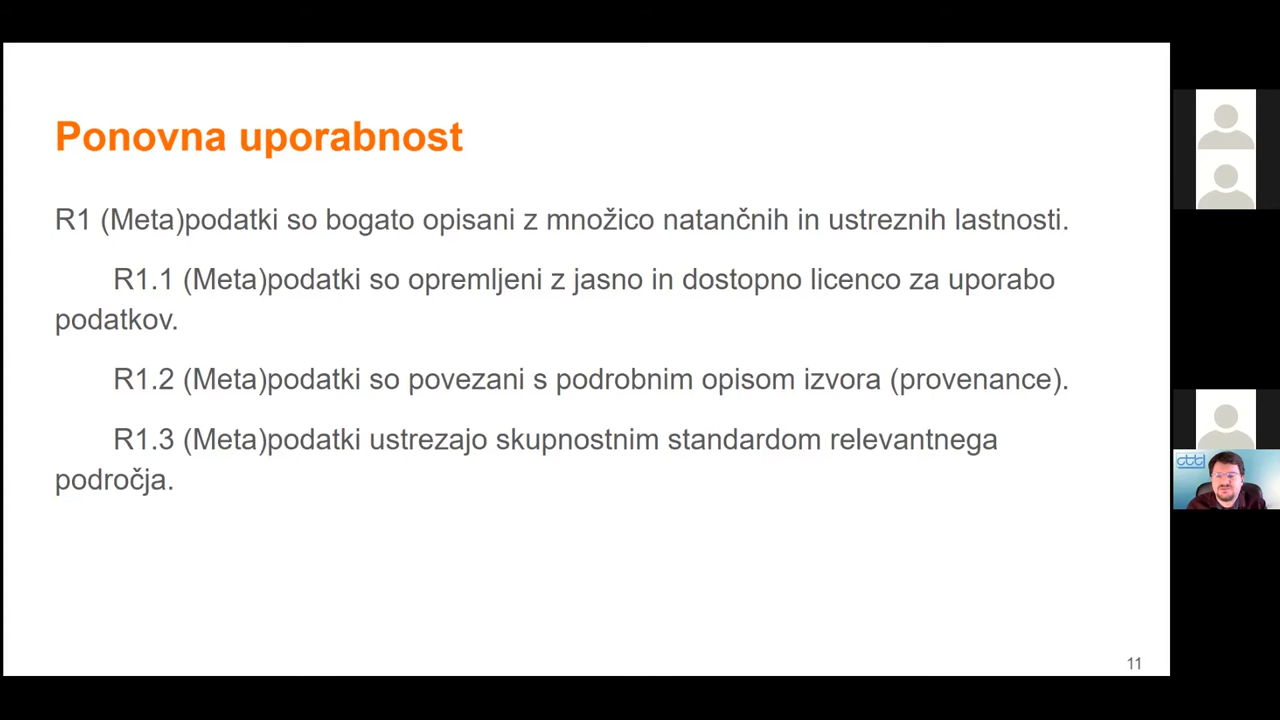 Ponovna uporabnost
R1 (Meta)podatki so bogato opisani z množico natančnih in ustreznih lastnosti.
R1.1 (Meta)podatki so opremljeni z jasno in dostopno licenco za uporabo
podatkov.
R1.2 (Meta)podatki so povezani s podrobnim opisom izvora (provenance).
R1.3 (Meta)podatki ustrezajo skupnostnim standardom relevantnega
področja.
11